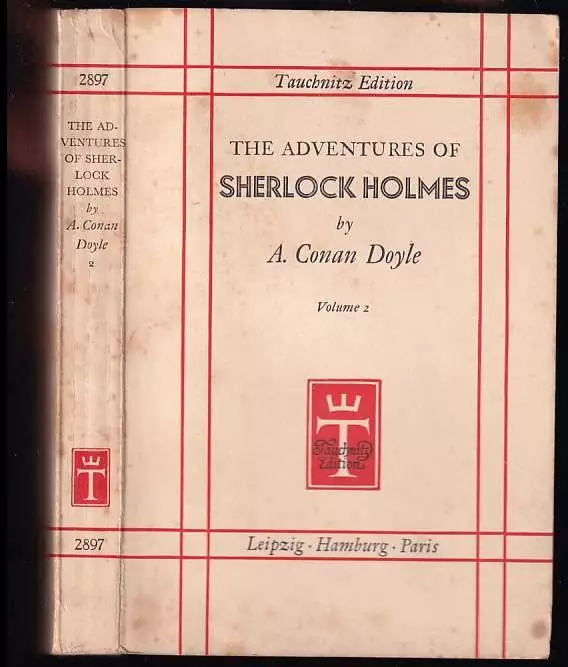 2897
THE AD-
VENTURES
OF SHER-
LOCK
HOLMES
by
A. Conan
Doyle
2
T
2897
Tauchnitz Edition
THE ADVENTURES OF
SHERLOCK HOLMES
by
A. Conan Doyle
Volume 2
T
Tauchnitz
Edition
Leipzig · Hamburg · Paris